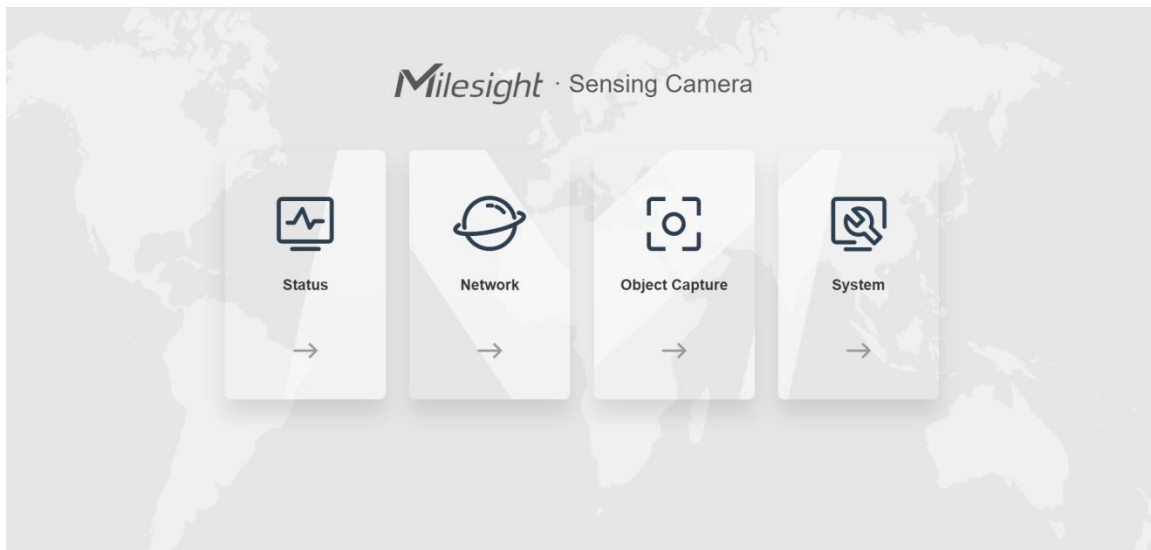 Milesight · Sensing Camera
Status
Network
Object Capture
System